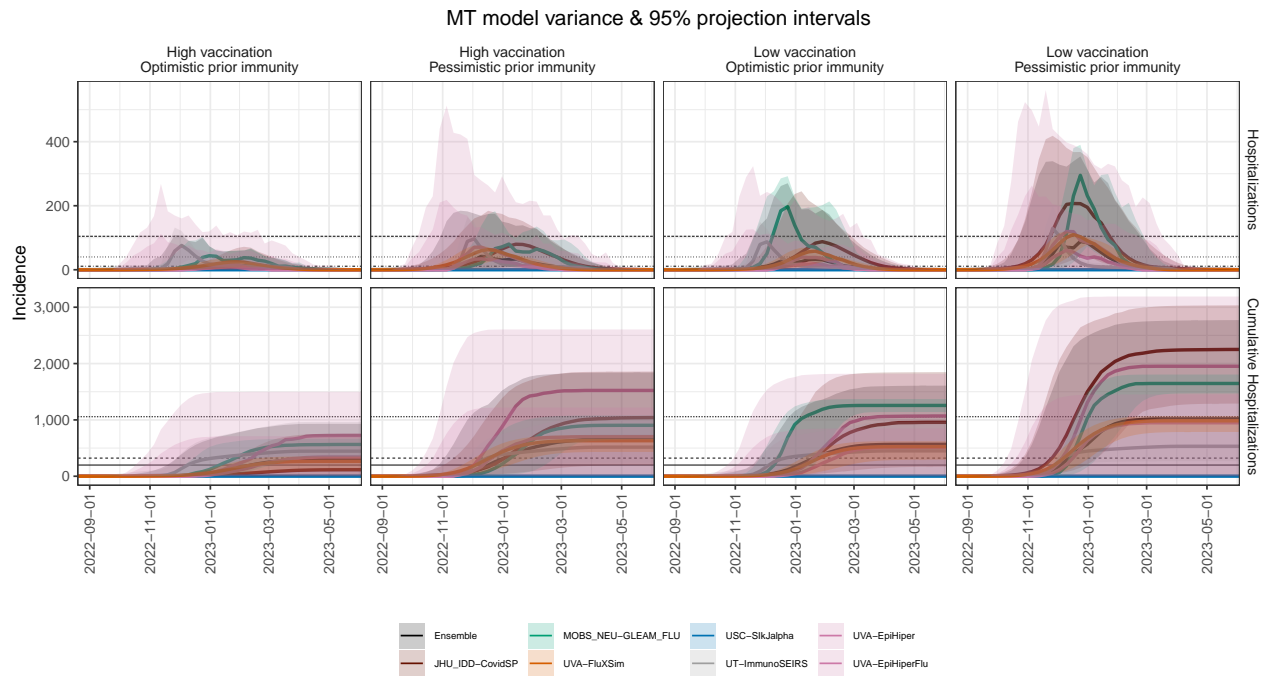 MT model variance & 95% projection intervals
High vaccination
Optimistic prior immunity
High vaccination
Pessimistic prior immunity
Low vaccination
Optimistic prior immunity
Low vaccination
Pessimistic prior immunity
Incidence
400
200
0
Hospitalizations
3,000
2,000
1,000
0
Cumulative Hospitalizations
2022−09−01
2022−11−01
2023−01−01
2023−03−01
2023−05−01
2022−09−01
2022−11−01
2023−01−01
2023−03−01
2023−05−01
2022−09−01
2022−11−01
2023−01−01
2023−03−01
2023−05−01
2022−09−01
2022−11−01
2023−01−01
2023−03−01
2023−05−01
Ensemble
MOBS_NEU−GLEAM_FLU
USC−SIkJalpha
UVA−EpiHiper
JHU_IDD−CovidSP
UVA−FluXSim
UT−ImmunoSEIRS
UVA−EpiHiperFlu